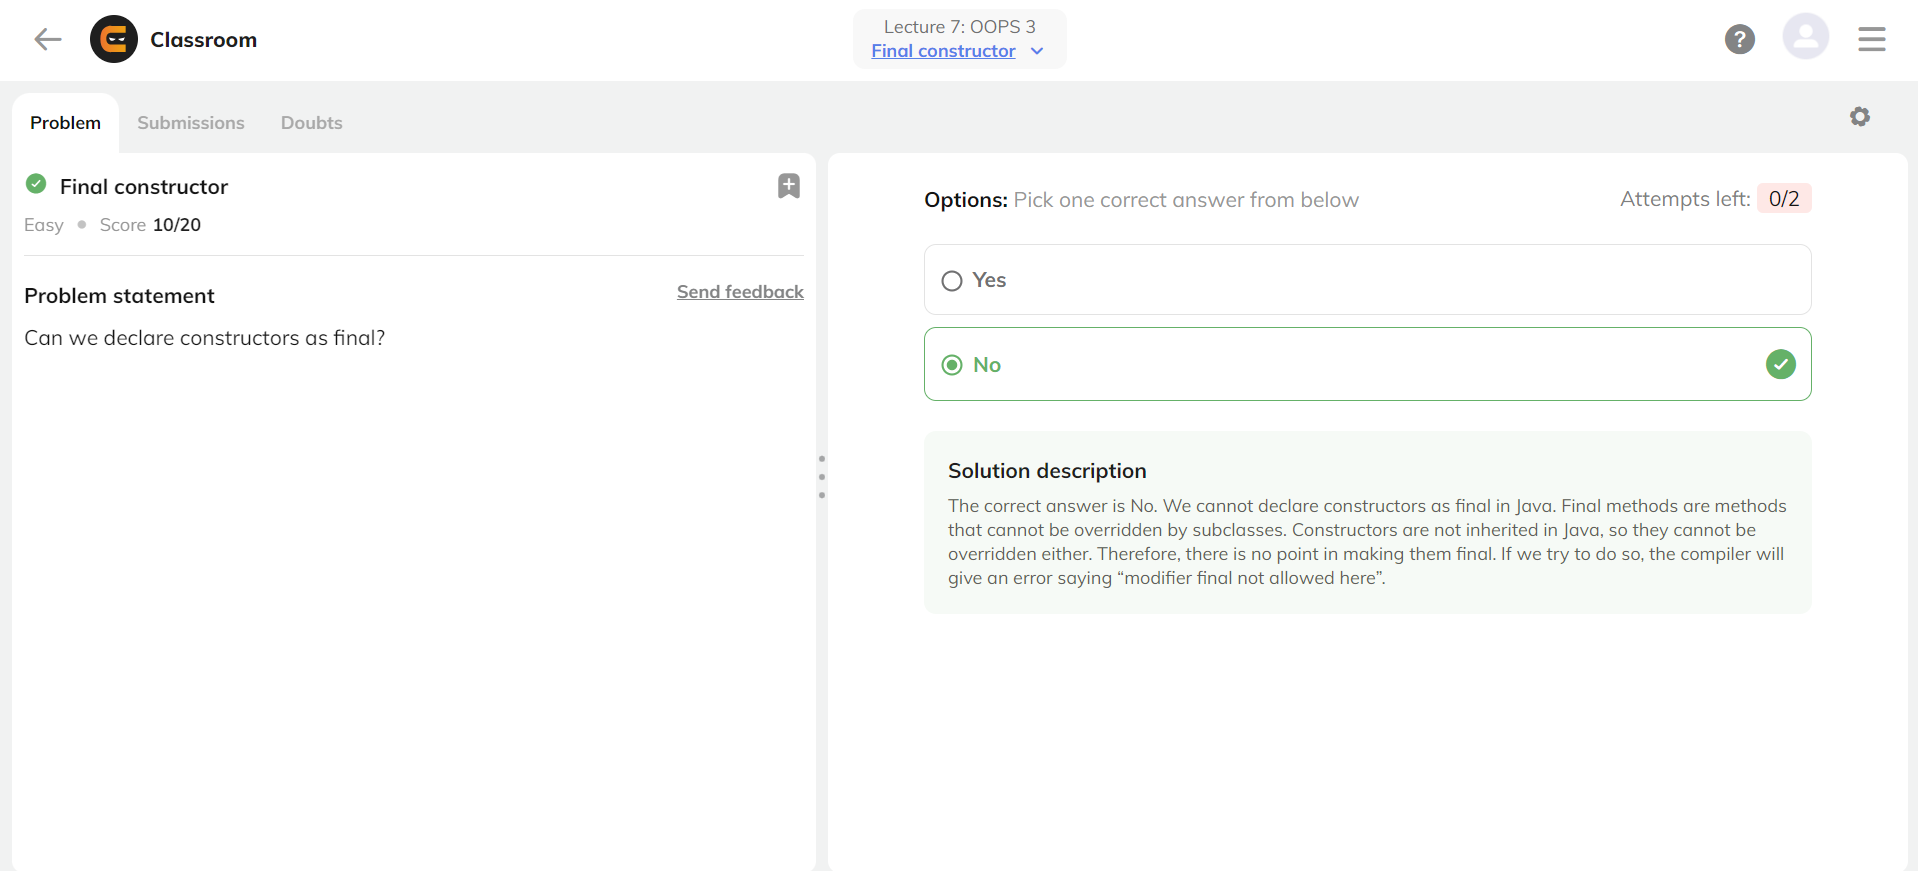 Classroom
Lecture 7: OOPS 3
Final constructor
?
Problem
Submissions
Doubts
Final constructor
Easy
Score 10/20
Problem statement
Send feedback
Can we declare constructors as final?
Options: Pick one correct answer from below
Attempts left: 0/2
Yes
No
Solution description
The correct answer is No. We cannot declare constructors as final in Java. Final methods are methods
that cannot be overridden by subclasses. Constructors are not inherited in Java, so they cannot be
overridden either. Therefore, there is no point in making them final. If we try to do so, the compiler will
give an error saying “modifier final not allowed here”.